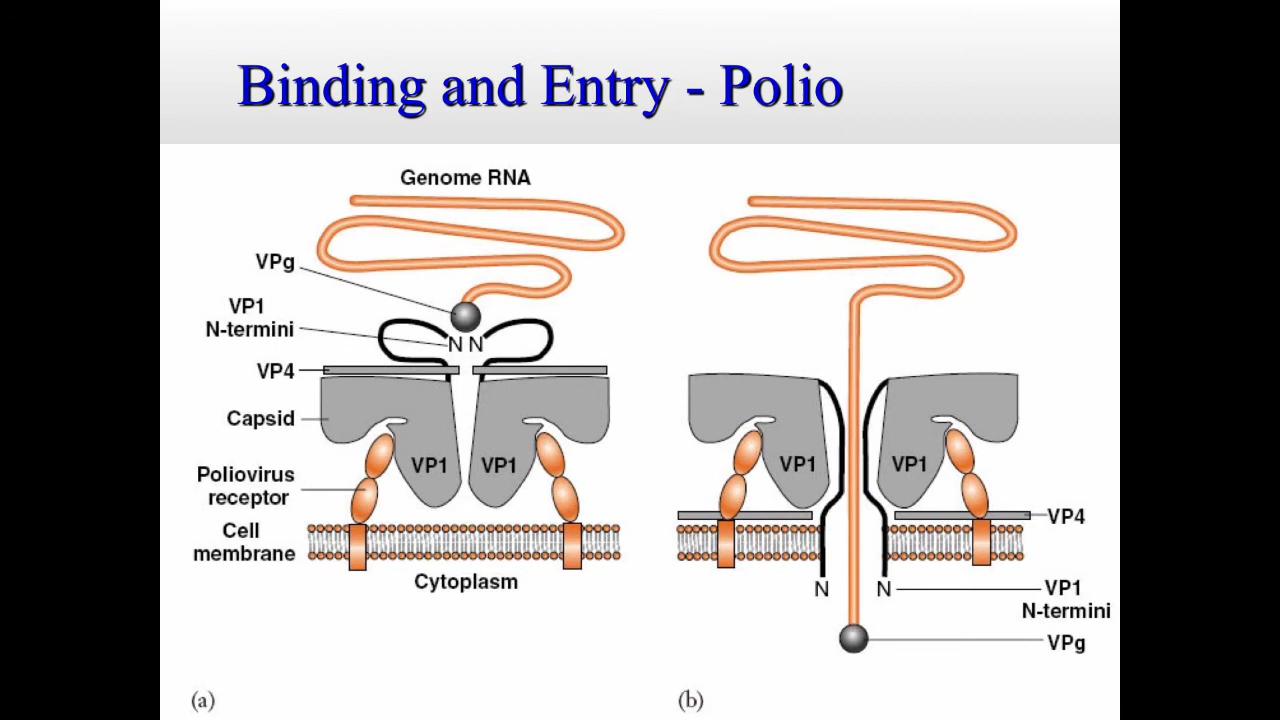 Binding and Entry - Polio
Genome RNA
VPg
VP1
N-termini
N N
VP4
Capsid
VP1 VP1
Poliovirus
receptor
Cell
membrane
Cytoplasm
(a)
VP1 VP1
VP4
N N
VP1
N-termini
VPg
(b)